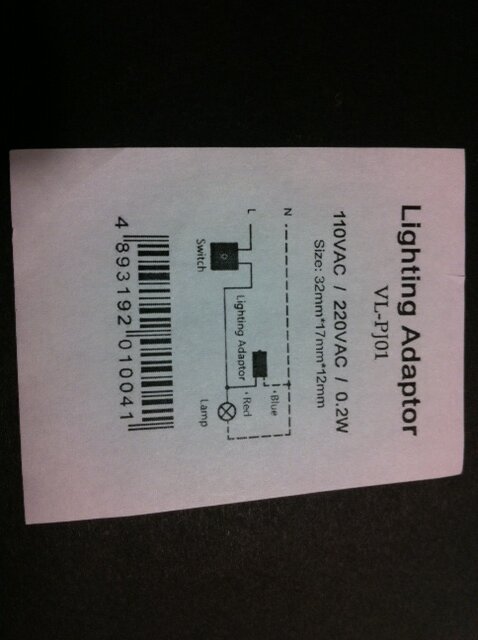 Lighting Adaptor
VL-PJ01
110VAC / 220VAC / 0.2W
Size: 32mm*17mm*12mm
N
Blue
L
Lighting Adaptor
Red
Switch
Lamp
4 893192 010041